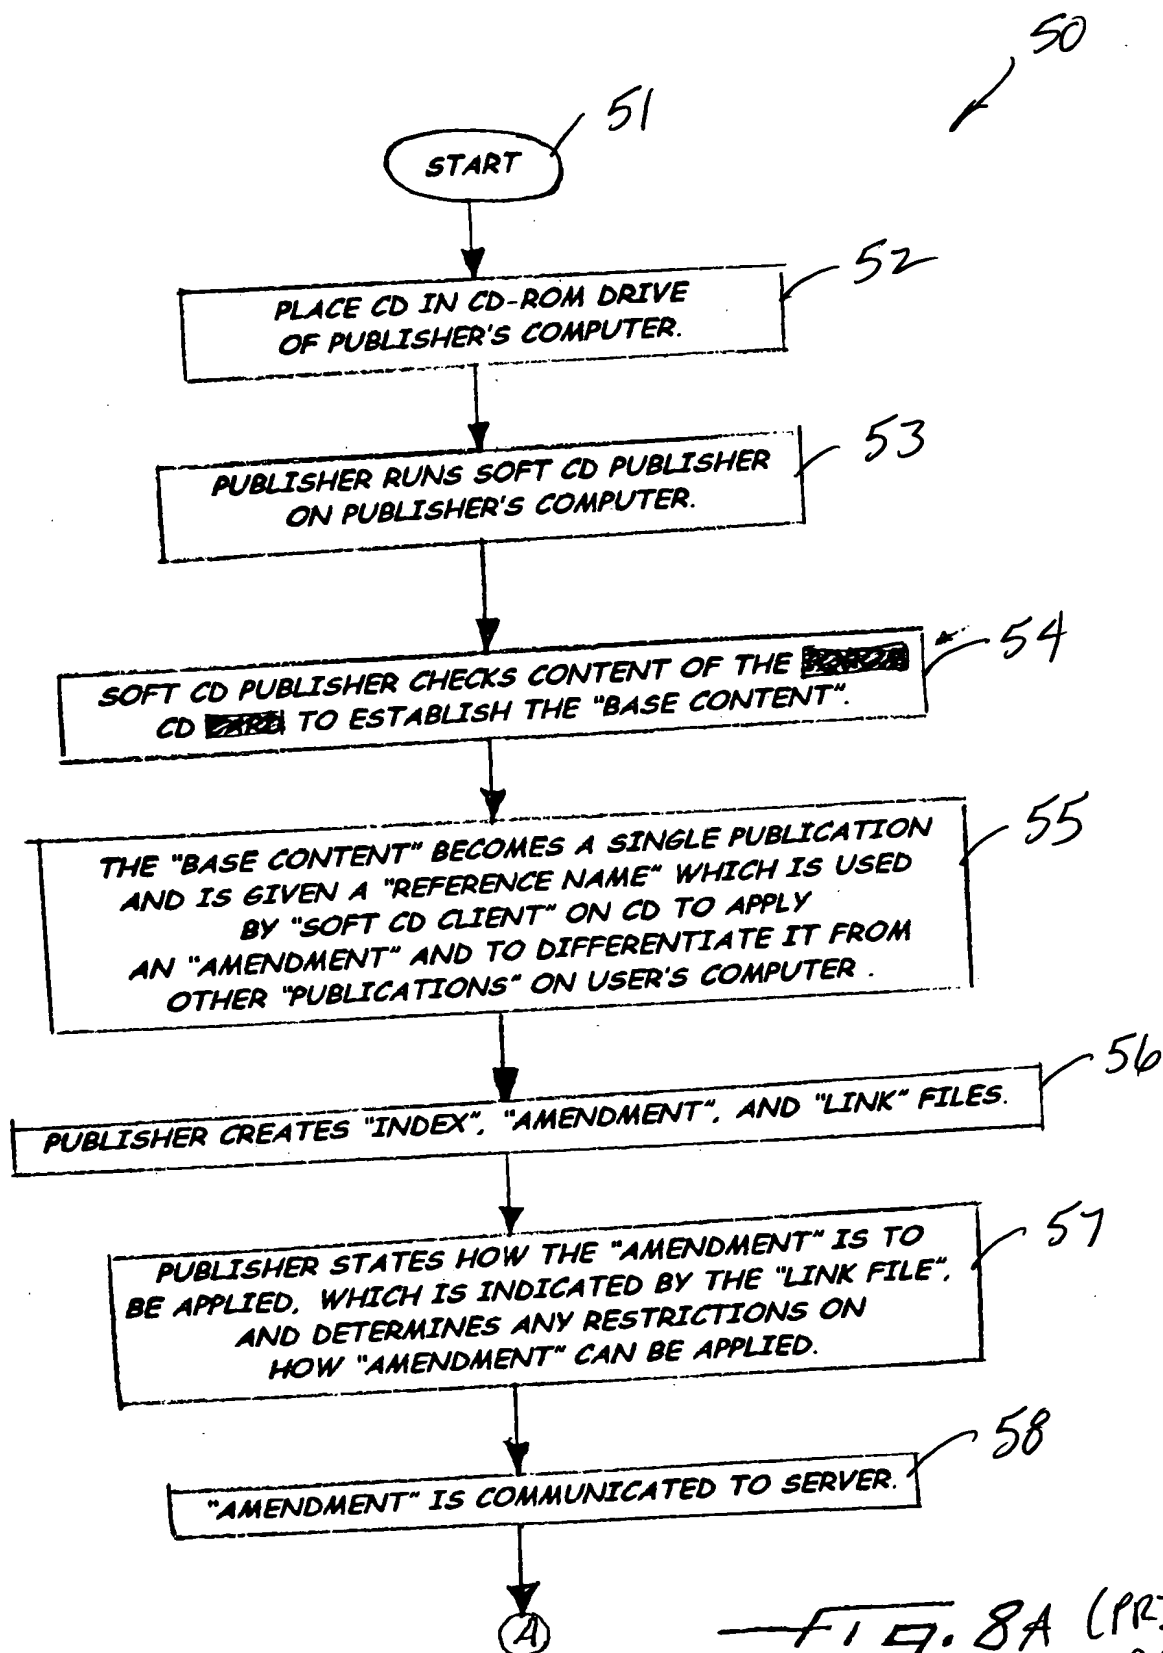 50
51
START
52
PLACE CD IN CD-ROM DRIVE
OF PUBLISHER'S COMPUTER.
53
PUBLISHER RUNS SOFT CD PUBLISHER
ON PUBLISHER'S COMPUTER.
54
SOFT CD PUBLISHER CHECKS CONTENT OF THE
CD TO ESTABLISH THE "BASE CONTENT".
55
THE "BASE CONTENT" BECOMES A SINGLE PUBLICATION
AND IS GIVEN A "REFERENCE NAME" WHICH IS USED
BY "SOFT CD CLIENT" ON CD TO APPLY
AN "AMENDMENT" AND TO DIFFERENTIATE IT FROM
OTHER "PUBLICATIONS" ON USER'S COMPUTER .
56
PUBLISHER CREATES "INDEX", "AMENDMENT", AND "LINK" FILES.
57
PUBLISHER STATES HOW THE "AMENDMENT" IS TO
BE APPLIED, WHICH IS INDICATED BY THE "LINK FILE",
AND DETERMINES ANY RESTRICTIONS ON
HOW "AMENDMENT" CAN BE APPLIED.
58
"AMENDMENT" IS COMMUNICATED TO SERVER.
A
FIG. 8A